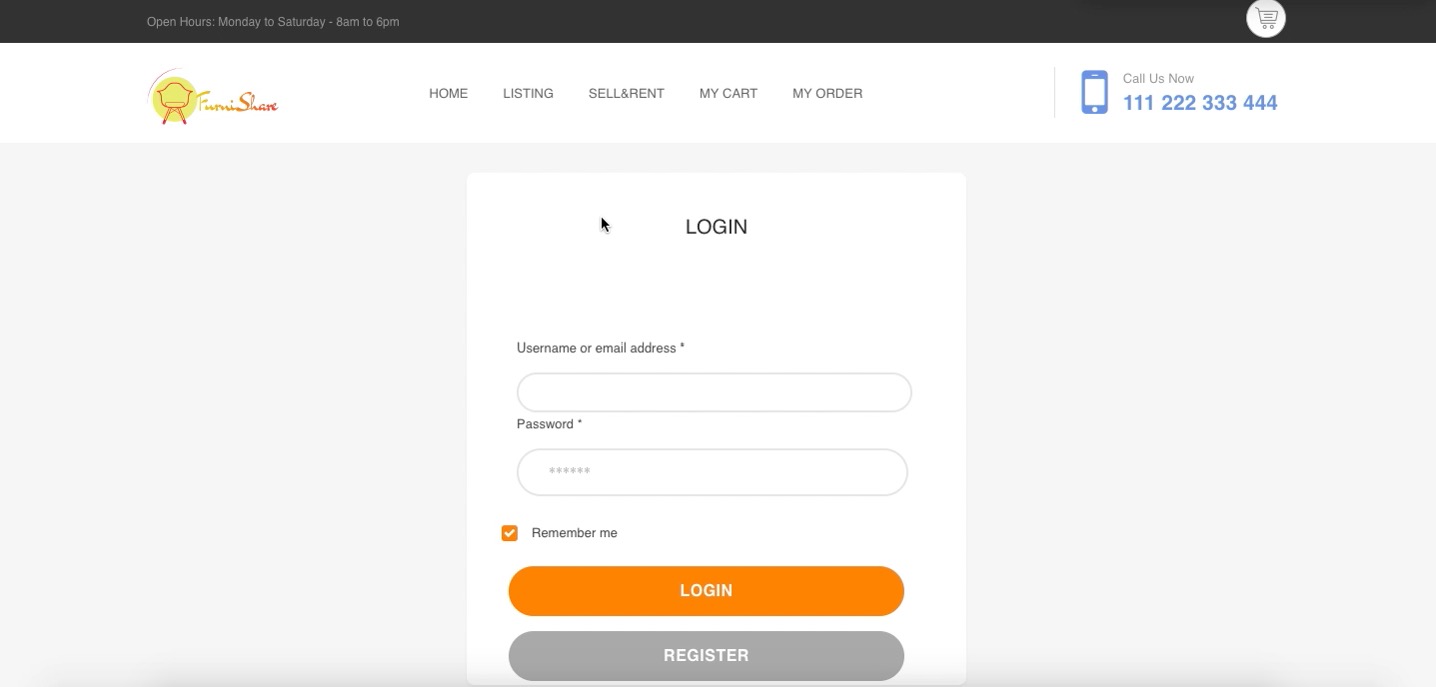 Open Hours: Monday to Saturday - 8am to 6pm
FurniShare
HOME LISTING SELL&RENT MY CART MY ORDER
Call Us Now
111 222 333 444
LOGIN
Username or email address *
Password *
******
Remember me
LOGIN
REGISTER